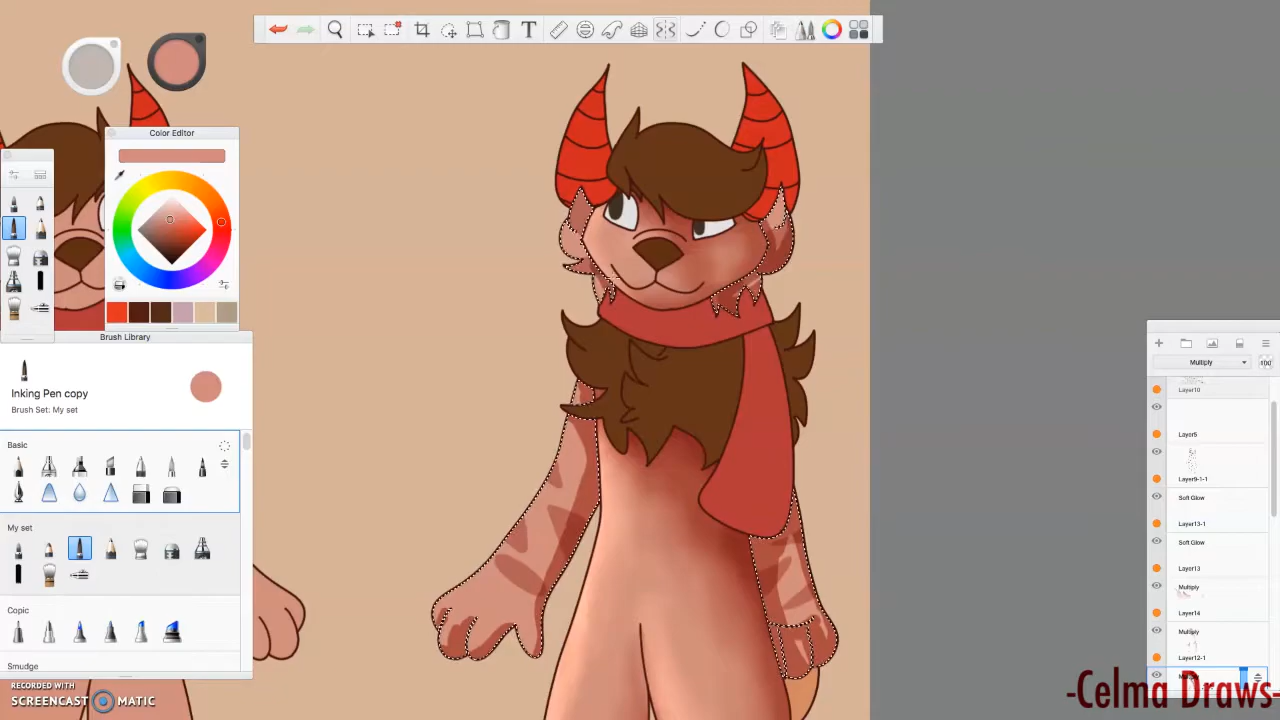 Color Editor
Brush Library
Inking Pen copy
Brush Set: My set
Basic
My set
Copic
Smudge
RECORDED WITH
SCREENCAST MATIC
T
Multiply
Layer10
Layer5
Layer9-1-1
Soft Glow
Layer13-1
Soft Glow
Layer13
Multiply
Layer14
Multiply
Layer12-1
-Celma Draws-